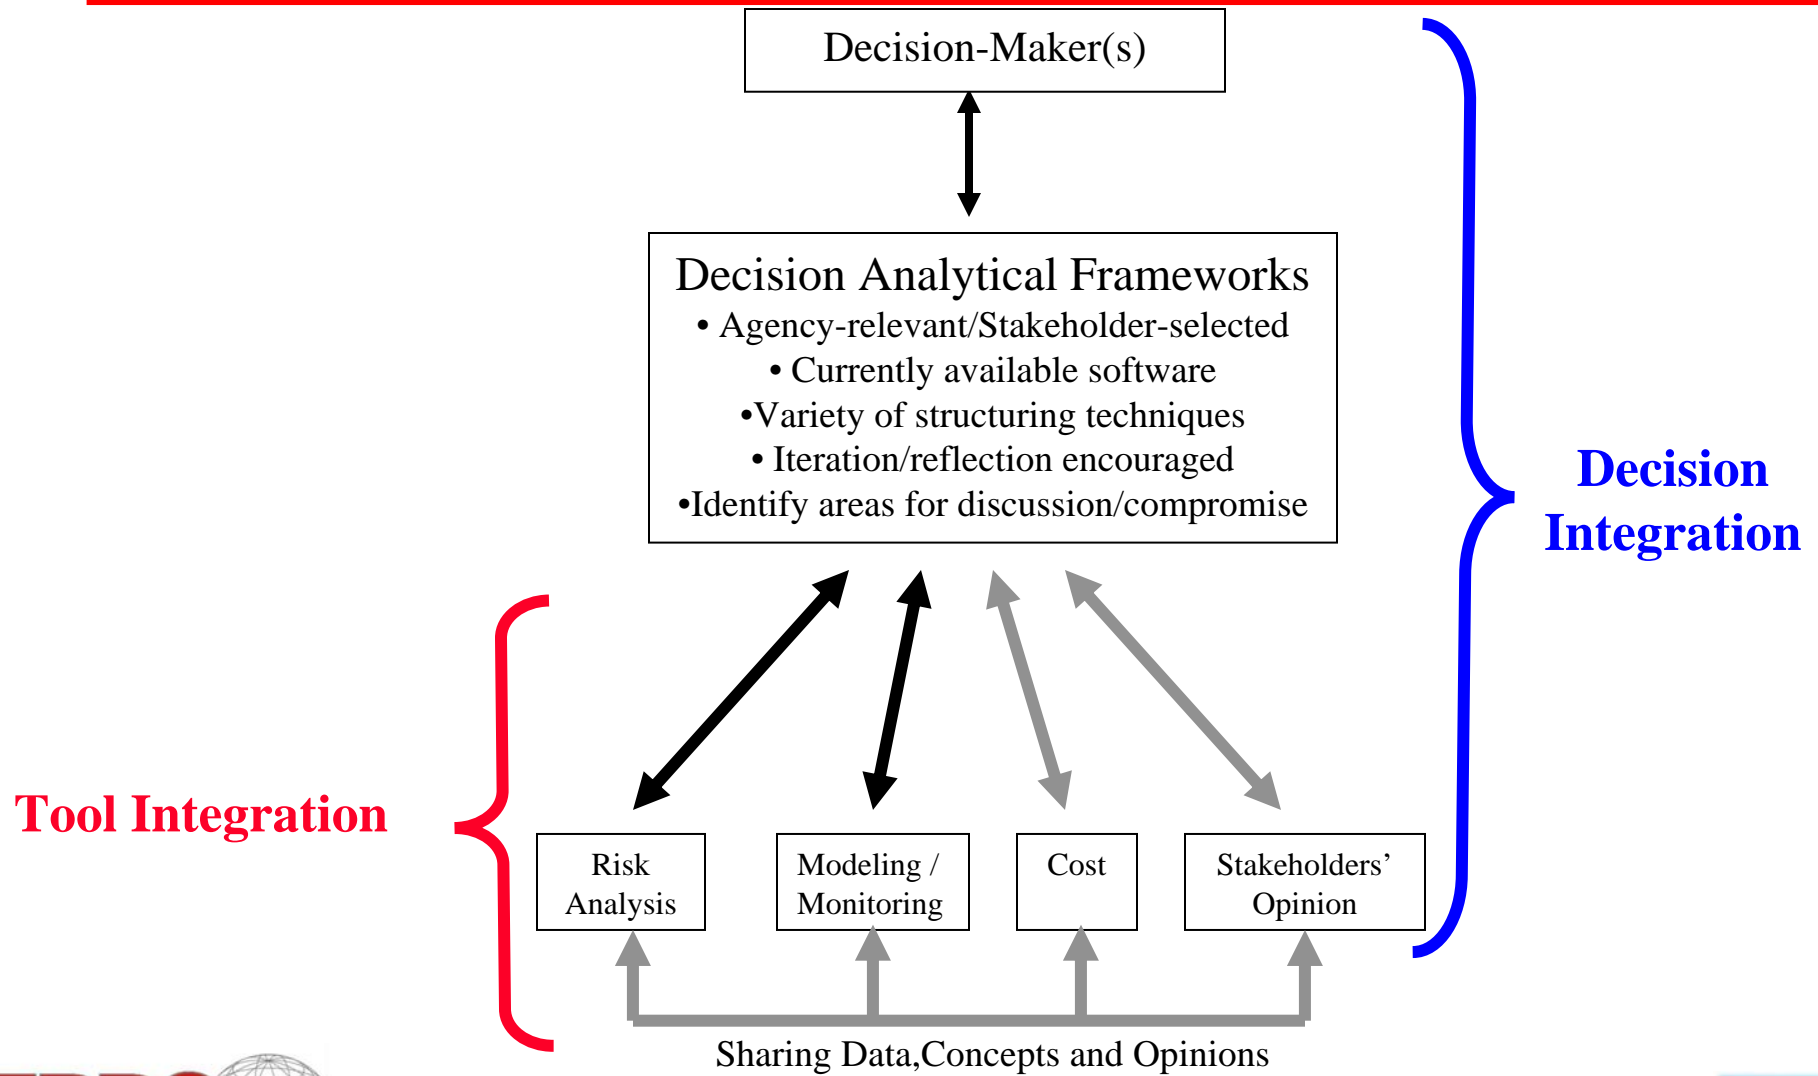 Decision-Maker(s)
Decision Analytical Frameworks
• Agency-relevant/Stakeholder-selected
• Currently available software
•Variety of structuring techniques
• Iteration/reflection encouraged
•Identify areas for discussion/compromise
Decision
Integration
Tool Integration
Risk
Analysis
Modeling /
Monitoring
Cost
Stakeholders’
Opinion
Sharing Data,Concepts and Opinions